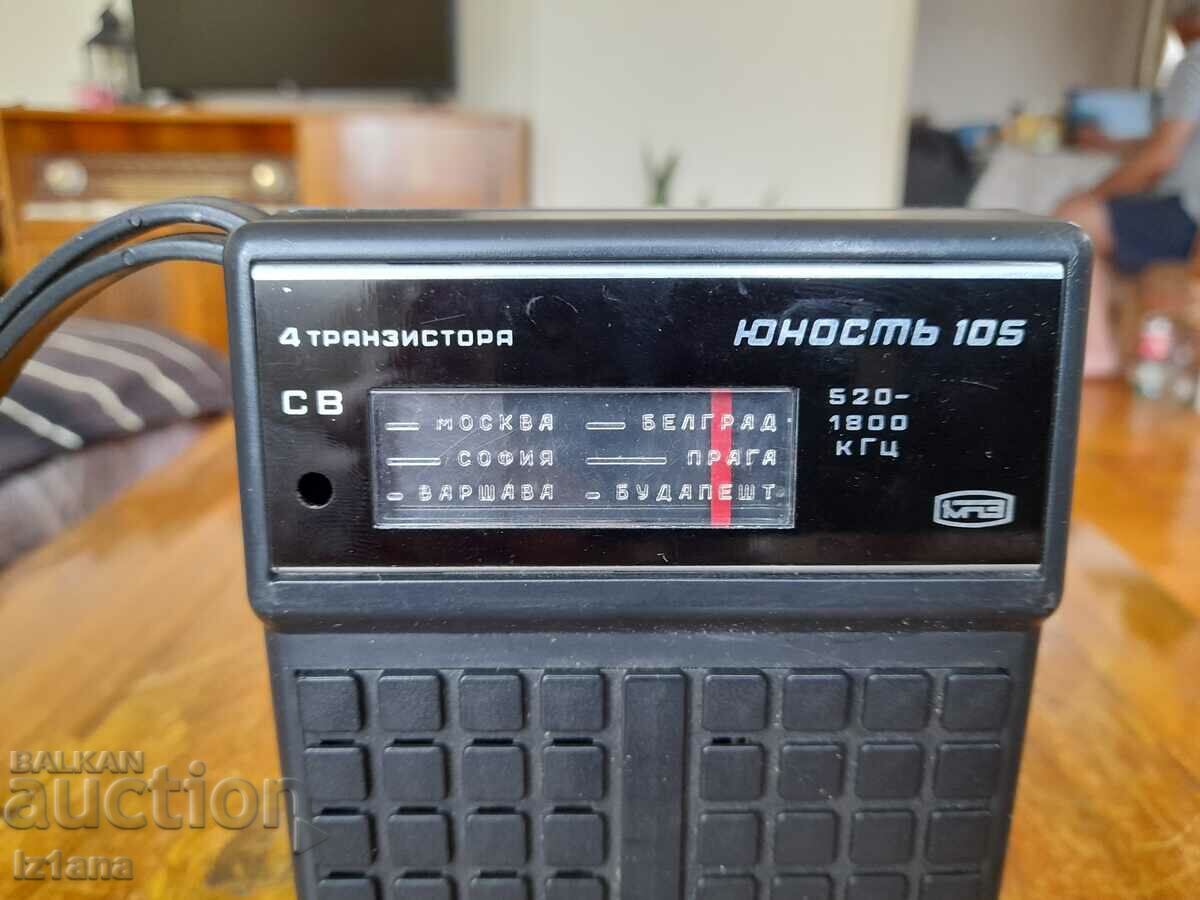 4 ТРАНЗИСТОРА
ЮНОСТЬ 105
СВ
МОСКВА
БЕЛГРАД
СОФИЯ
ПРАГА
ВАРШАВА
БУДАПЕШТ
520-
1800
кГц
BALKAN
auction
iz1ana